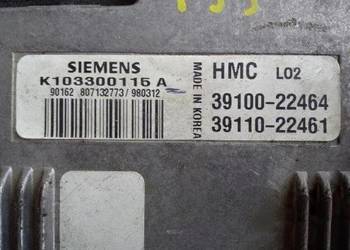 SIEMENS
K103300115 A
90162 807132773/ 980312
MADE IN KOREA
HMC L02
39100-22464
39110-22461